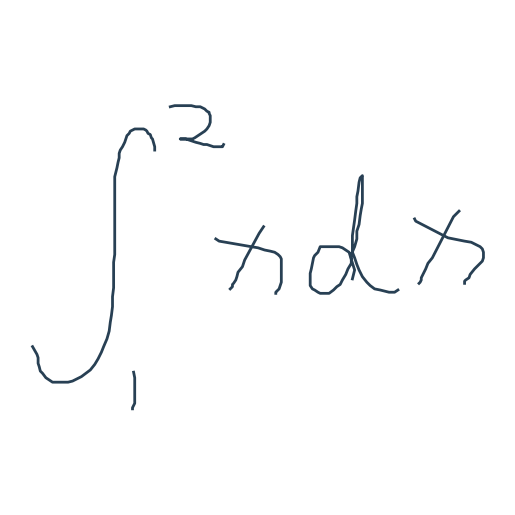 ∫₁² x dx